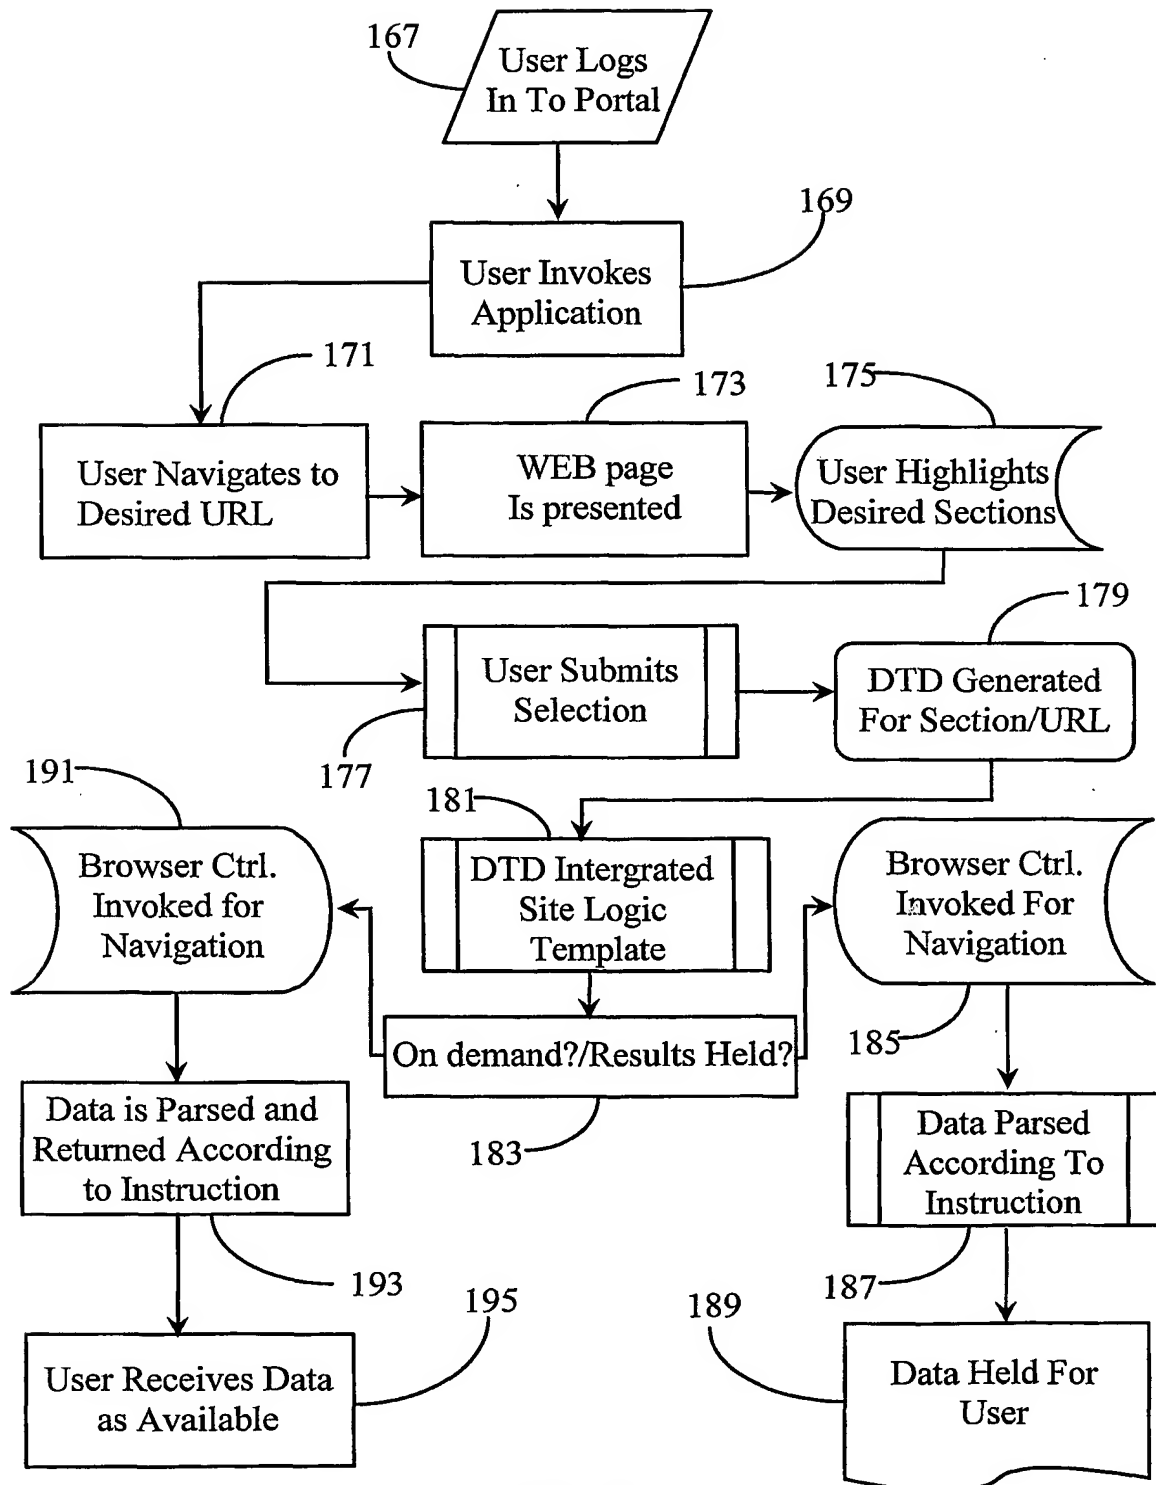 167
User Logs
In To Portal
169
User Invokes
Application
171
User Navigates to
Desired URL
173
WEB page
Is presented
175
User Highlights
Desired Sections
177
User Submits
Selection
179
DTD Generated
For Section/URL
181
DTD Intergrated
Site Logic
Template
183
On demand?/Results Held?
191
Browser Ctrl.
Invoked for
Navigation
185
Browser Ctrl.
Invoked For
Navigation
193
Data is Parsed and
Returned According
to Instruction
187
Data Parsed
According To
Instruction
195
User Receives Data
as Available
189
Data Held For
User